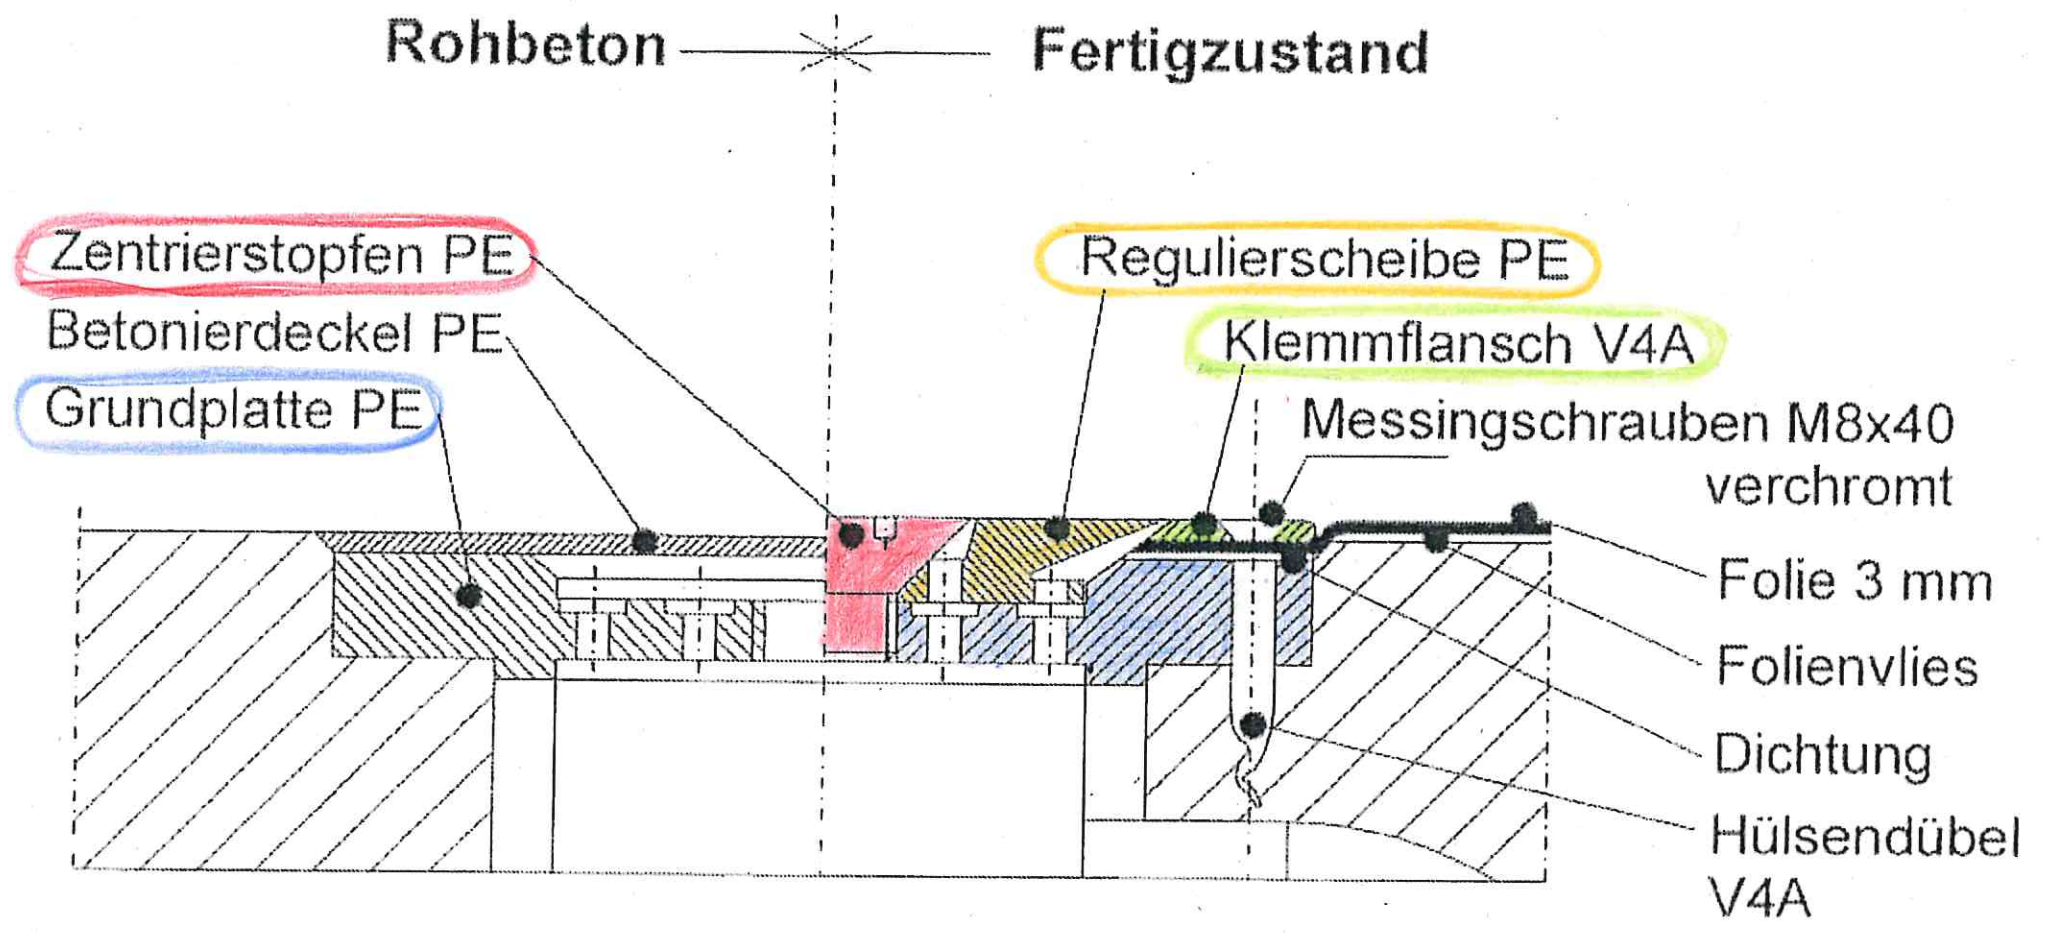 Rohbeton
Fertigzustand
Zentrierstopfen PE
Betonierdeckel PE
Grundplatte PE
Regulierscheibe PE
Klemmflansch V4A
Messingschrauben M8x40
verchromt
Folie 3 mm
Folienvlies
Dichtung
Hülsendübel
V4A